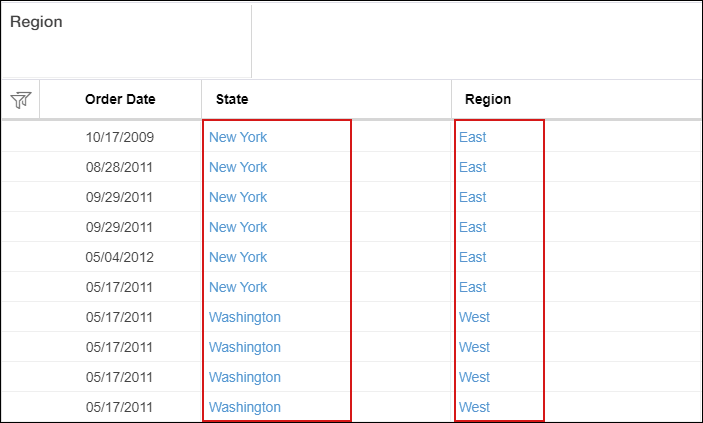 Region
Order Date State Region
10/17/2009 New York East
08/28/2011 New York East
09/29/2011 New York East
09/29/2011 New York East
05/04/2012 New York East
05/17/2011 New York East
05/17/2011 Washington West
05/17/2011 Washington West
05/17/2011 Washington West
05/17/2011 Washington West